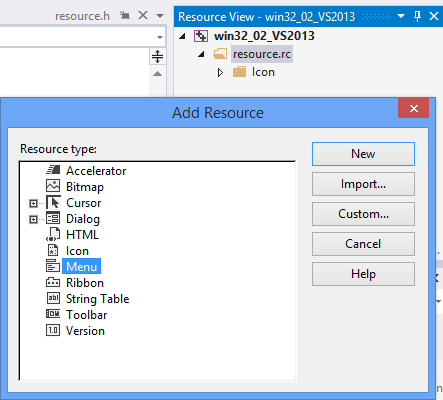 resource.h
Resource View - win32_02_VS2013
win32_02_VS2013
resource.rc
Icon
Add Resource
Resource type:
Accelerator
Bitmap
Cursor
Dialog
HTML
Icon
Menu
Ribbon
String Table
Toolbar
Version
New
Import...
Custom...
Cancel
Help